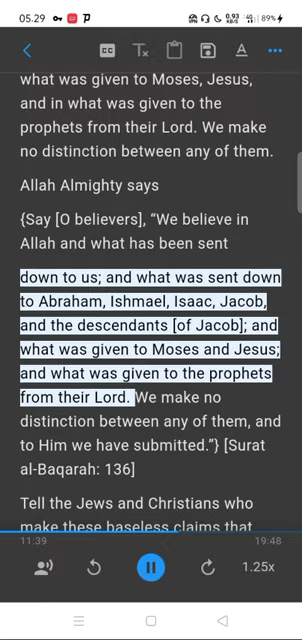 05.29
0,93
KB/S
4G
89%
CC
A
what was given to Moses, Jesus,
and in what was given to the
prophets from their Lord. We make
no distinction between any of them.
Allah Almighty says
{Say [O believers], “We believe in
Allah and what has been sent
down to us; and what was sent down
to Abraham, Ishmael, Isaac, Jacob,
and the descendants [of Jacob]; and
what was given to Moses and Jesus;
and what was given to the prophets
from their Lord. We make no
distinction between any of them, and
to Him we have submitted.”} [Surat
al-Baqarah: 136]
Tell the Jews and Christians who
make these baseless claims that
11:39
19:48
1.25x